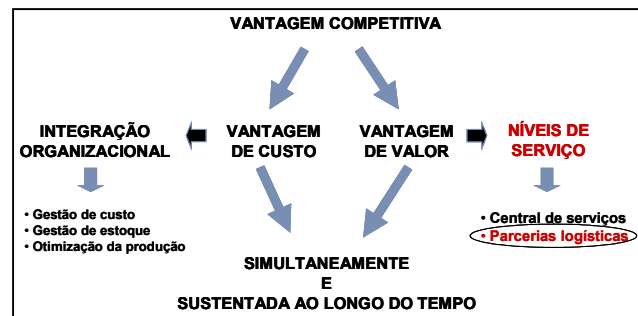 VANTAGEM COMPETITIVA
INTEGRAÇÃO
ORGANIZACIONAL
VANTAGEM
DE CUSTO
VANTAGEM
DE VALOR
NÍVEIS DE
SERVIÇO
• Gestão de custo
• Gestão de estoque
• Otimização da produção
• Central de serviços
• Parcerias logísticas
SIMULTANEAMENTE
E
SUSTENTADA AO LONGO DO TEMPO